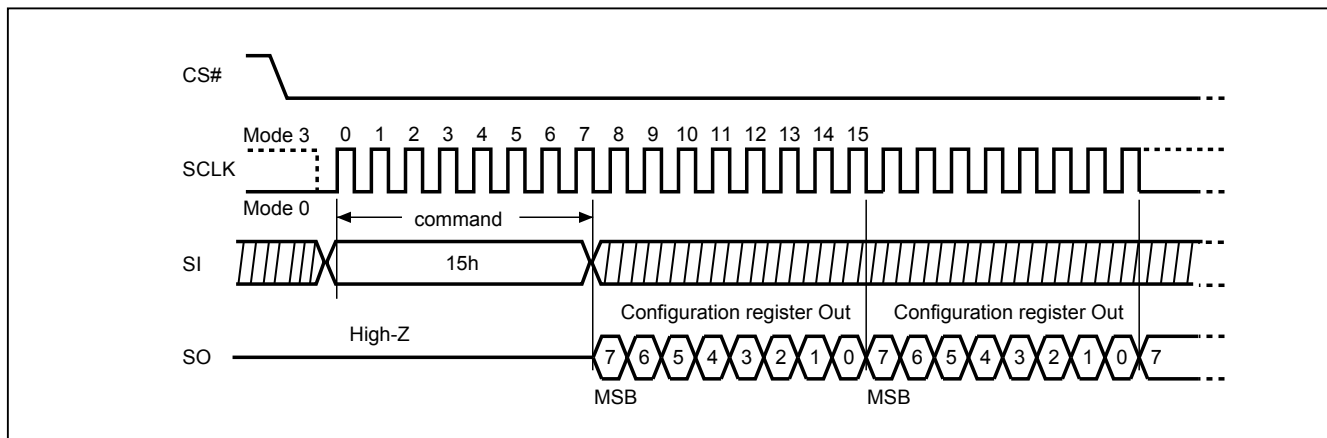 CS#
Mode 3
0 1 2 3 4 5 6 7 8 9 10 11 12 13 14 15
SCLK
Mode 0
command
SI
15h
Configuration register Out Configuration register Out
High-Z
SO
7 6 5 4 3 2 1 0 7 6 5 4 3 2 1 0 7
MSB MSB